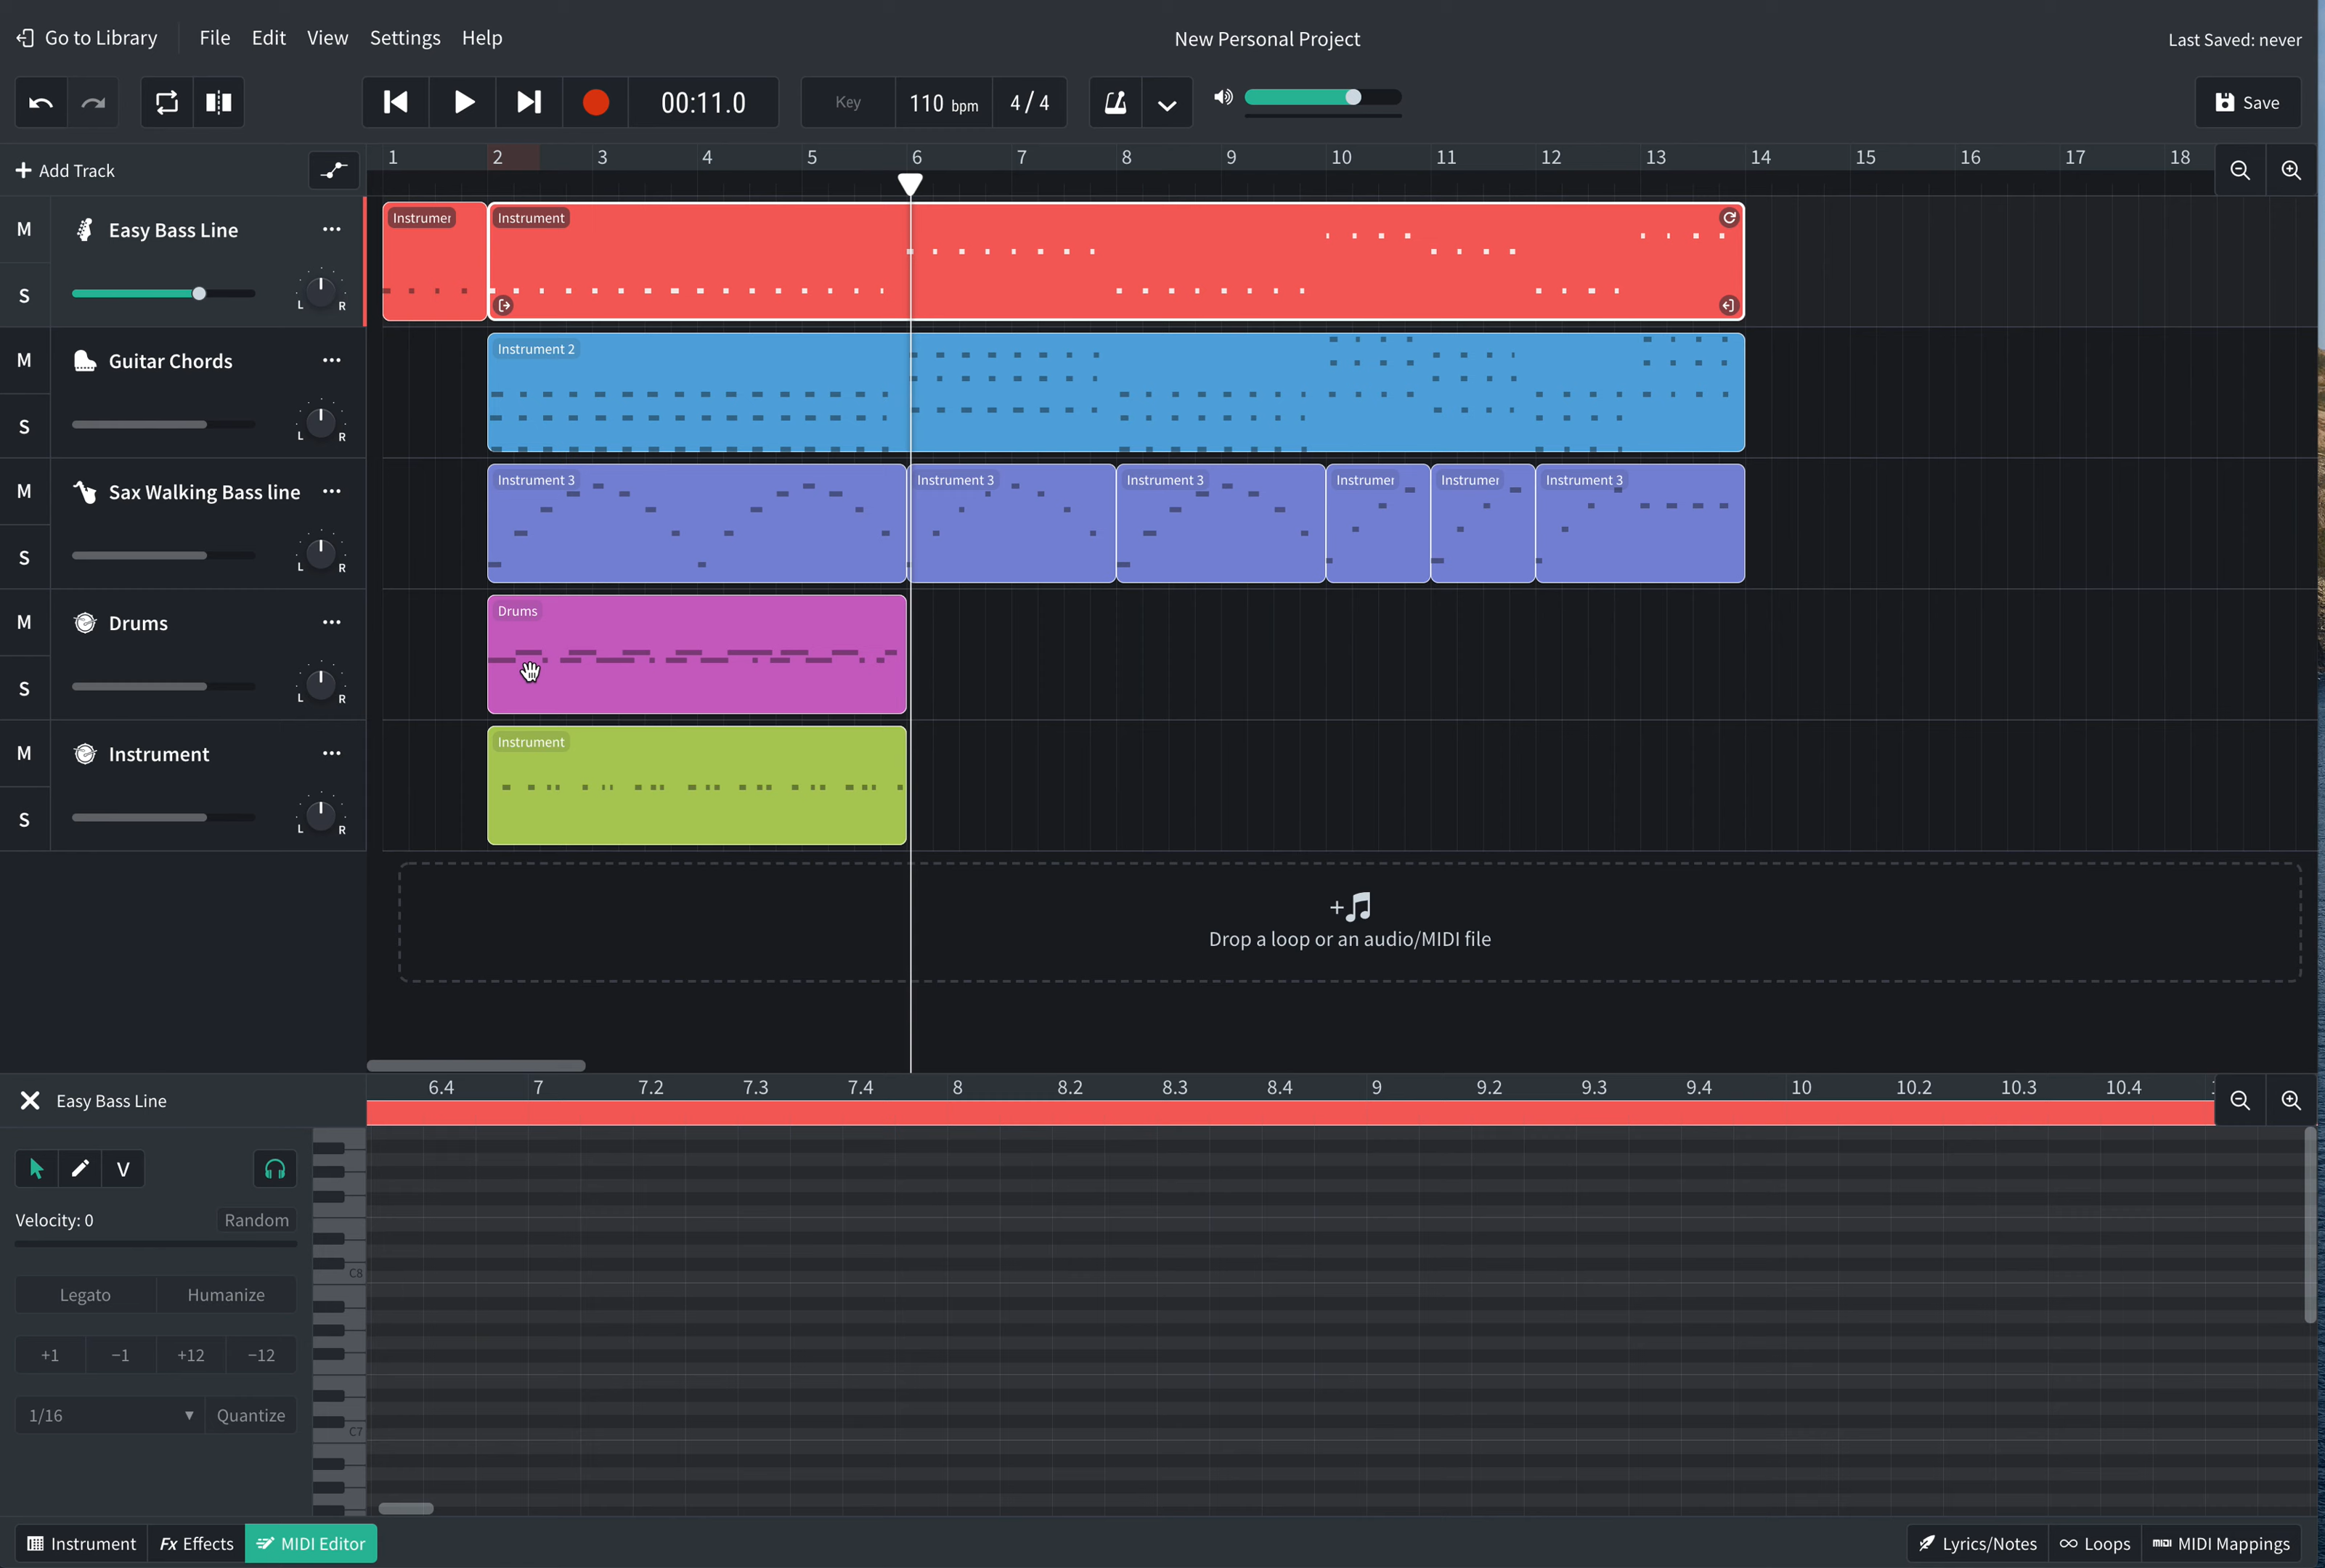 Go to Library File Edit View Settings Help New Personal Project Last Saved: never
00:11.0 Key 110 bpm 4 / 4 Save
+ Add Track 1 2 3 4 5 6 7 8 9 10 11 12 13 14 15 16 17 18
M Easy Bass Line ... Instrumer Instrument
S L R
M Guitar Chords ... Instrument 2
S L R
M Sax Walking Bass line ... Instrument 3 Instrument 3 Instrument 3 Instrumer Instrumer Instrument 3
S L R
M Drums ... Drums
S L R
M Instrument ... Instrument
S L R
Drop a loop or an audio/MIDI file
Easy Bass Line 6.4 7 7.2 7.3 7.4 8 8.2 8.3 8.4 9 9.2 9.3 9.4 10 10.2 10.3 10.4
V
Velocity: 0 Random
C8
Legato Humanize
+1 −1 +12 −12
1/16 Quantize
C7
Instrument Fx Effects MIDI Editor Lyrics/Notes Loops MIDI MIDI Mappings